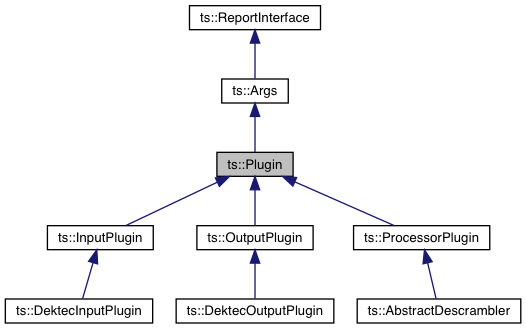 ts::ReportInterface
ts::Args
ts::Plugin
ts::InputPlugin
ts::OutputPlugin
ts::ProcessorPlugin
ts::DektecInputPlugin
ts::DektecOutputPlugin
ts::AbstractDescrambler